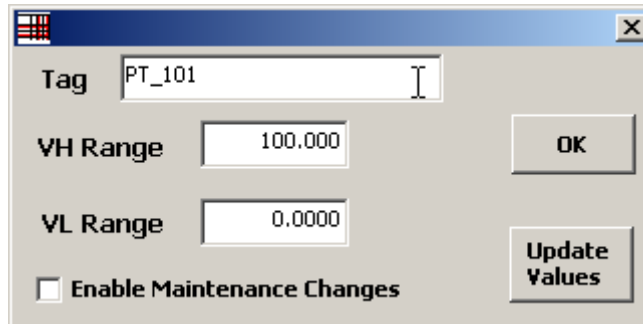 Tag PT_101
VH Range 100.000
OK
VL Range 0.0000
Update
Values
Enable Maintenance Changes